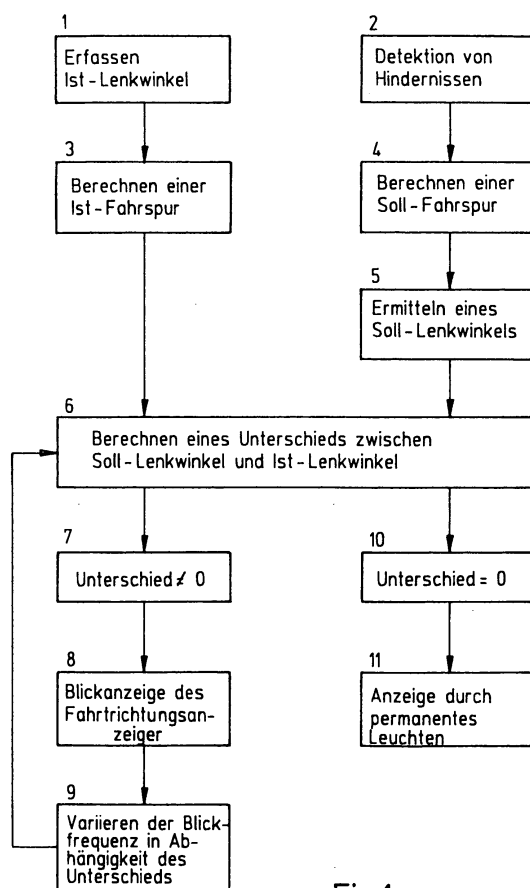 1
Erfassen
Ist-Lenkwinkel
2
Detektion von
Hindernissen
3
Berechnen einer
Ist-Fahrspur
4
Berechnen einer
Soll-Fahrspur
5
Ermitteln eines
Soll-Lenkwinkels
6
Berechnen eines Unterschieds zwischen
Soll-Lenkwinkel und Ist-Lenkwinkel
7
Unterschied ≠ 0
10
Unterschied = 0
8
Blickanzeige des
Fahrtrichtungsan-
zeiger
11
Anzeige durch
permanentes
Leuchten
9
Variieren der Blick-
frequenz in Ab-
hängigkeit des
Unterschieds